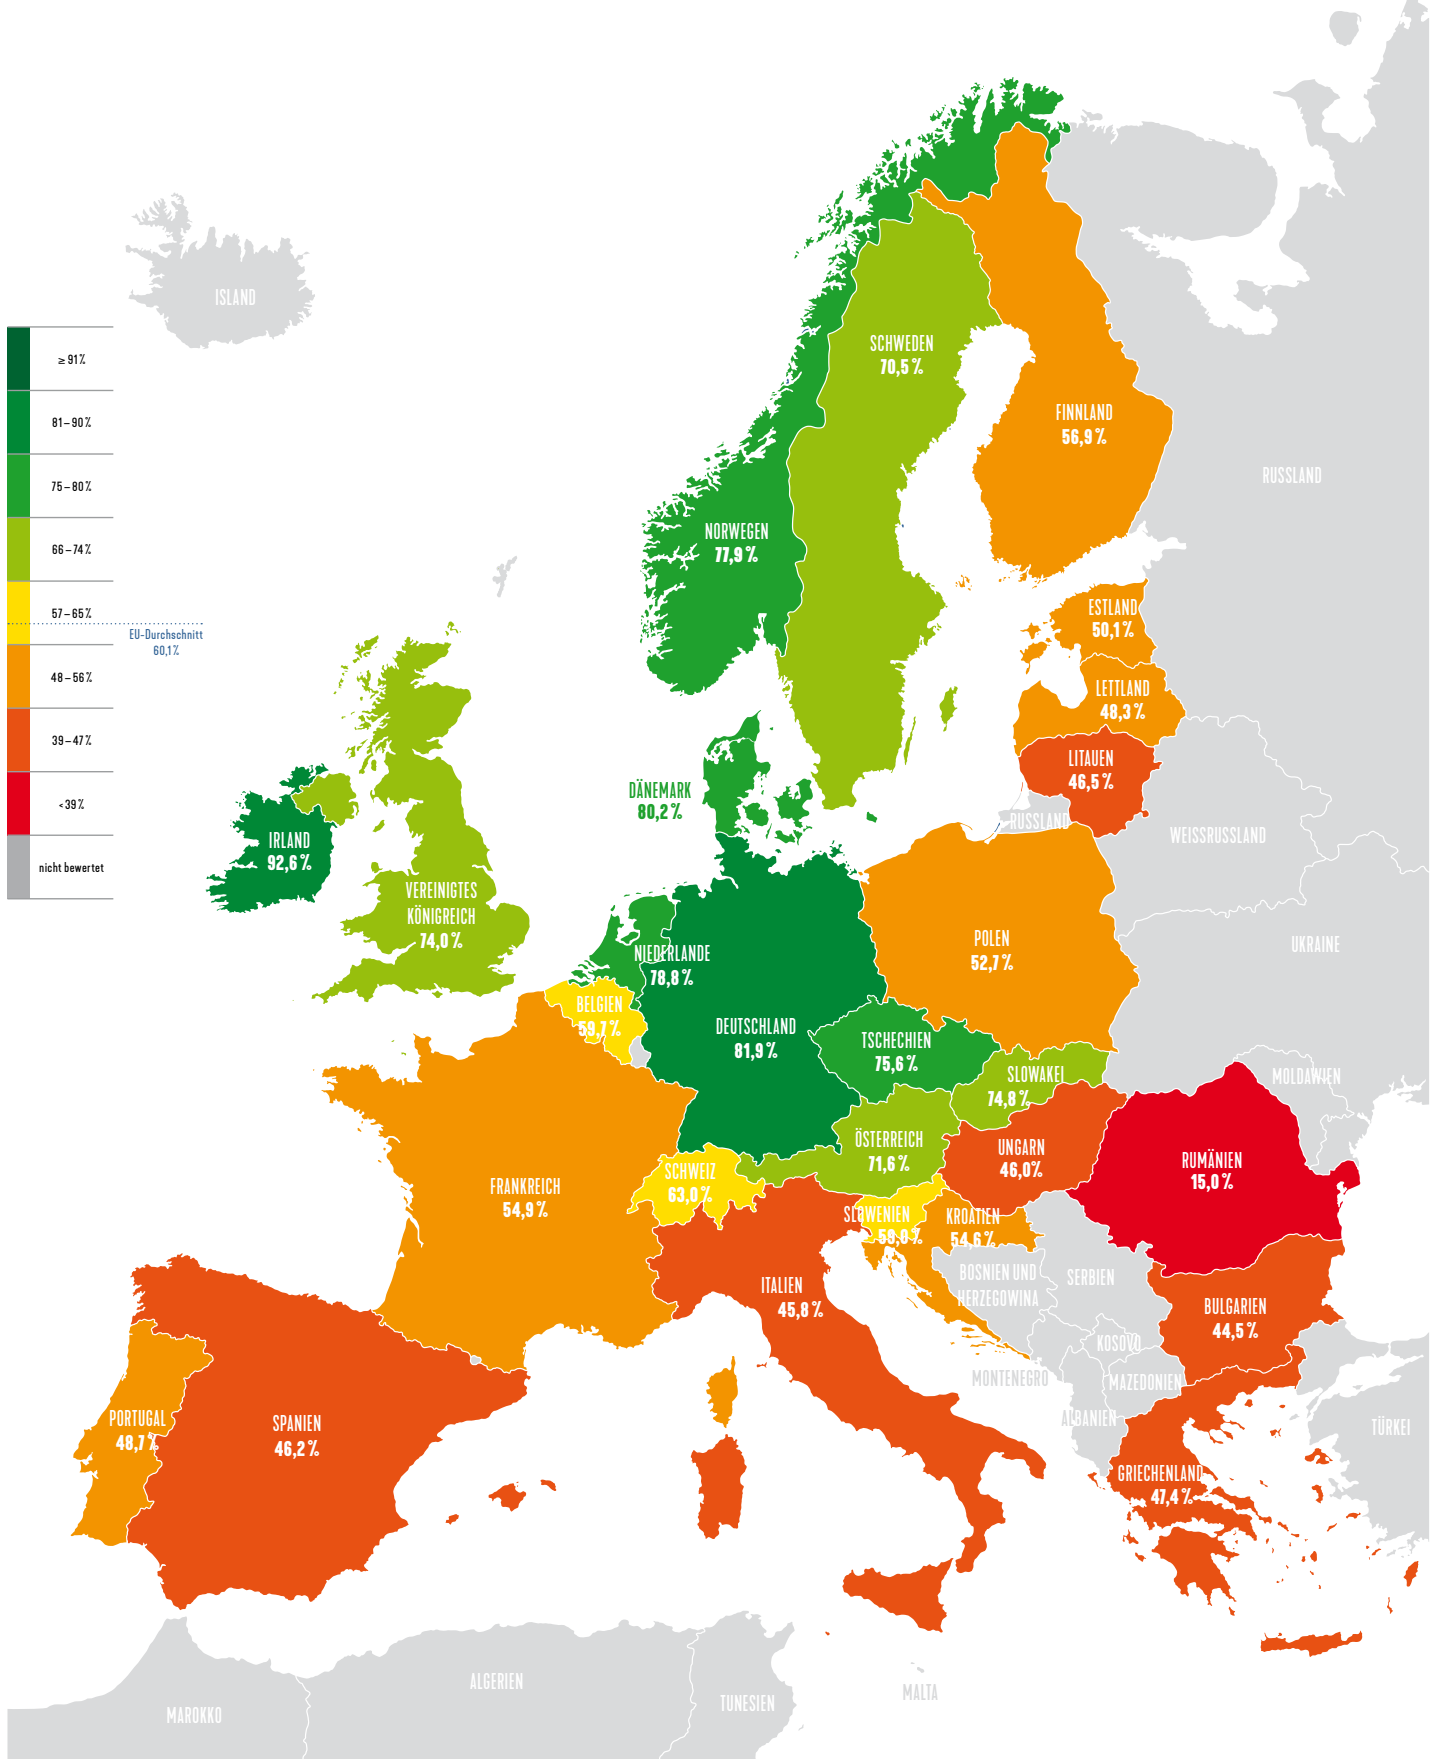 ISLAND
≥ 91%
81–90%
75–80%
66–74%
57–65%
EU-Durchschnitt
60,1%
48–56%
39–47%
<39%
nicht bewertet
SCHWEDEN
70,5%
FINNLAND
56,9%
RUSSLAND
NORWEGEN
77,9%
ESTLAND
50,1%
LETTLAND
48,3%
LITAUEN
46,5%
DÄNEMARK
80,2%
RUSSLAND
WEISSRUSSLAND
IRLAND
92,6%
VEREINIGTES
KÖNIGREICH
74,0%
NIEDERLANDE
78,8%
POLEN
52,7%
UKRAINE
BELGIEN
59,7%
DEUTSCHLAND
81,9%
TSCHECHIEN
75,6%
SLOWAKEI
74,8%
MOLDAWIEN
ÖSTERREICH
71,6%
UNGARN
46,0%
RUMÄNIEN
15,0%
SCHWEIZ
63,0%
FRANKREICH
54,9%
SLOWENIEN
KROATIEN
54,6%
BOSNIEN UND
HERZEGOWINA
SERBIEN
ITALIEN
45,8%
BULGARIEN
44,5%
KOSOVO
MONTENEGRO
MAZEDONIEN
ALBANIEN
TÜRKEI
PORTUGAL
48,7%
SPANIEN
46,2%
GRIECHENLAND
47,4%
MAROKKO
ALGERIEN
TUNESIEN
MALTA